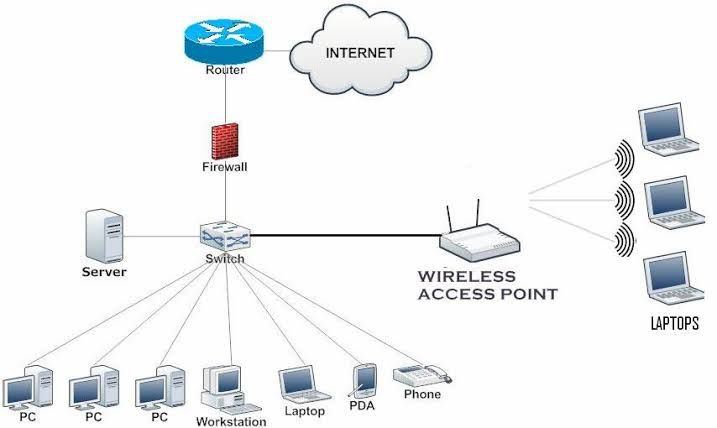 INTERNET
Router
Firewall
Server
Switch
WIRELESS
ACCESS POINT
LAPTOPS
PC
PC
PC
Workstation
Laptop
PDA
Phone